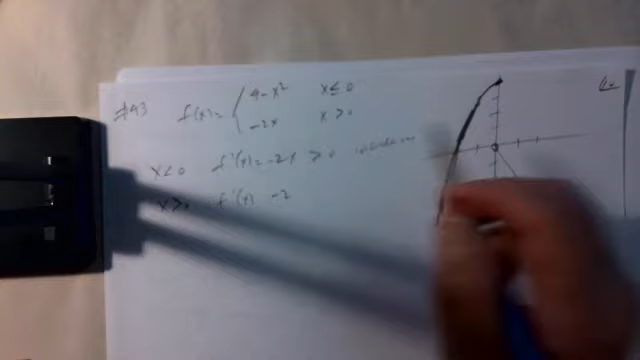 #43 f(x)= { 4-x² x≤0
-2x x>0
x<0 f'(x)=-2x >0
x>0 f'(x) -2